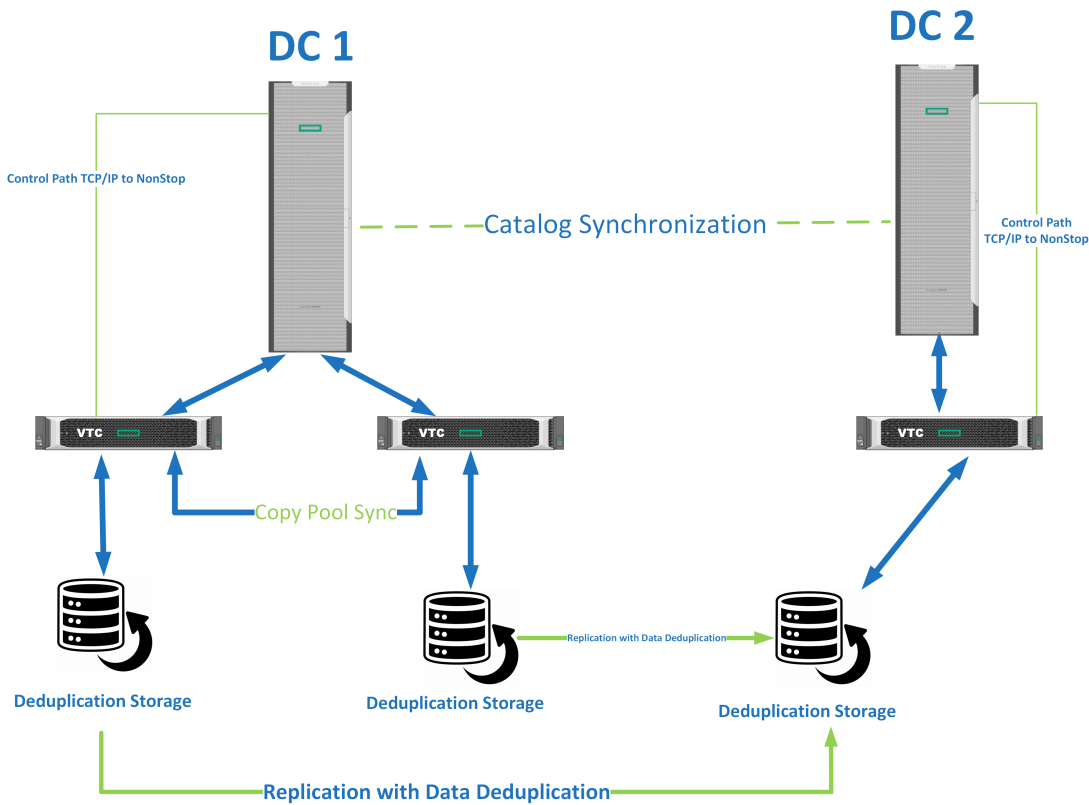 DC 1
DC 2
Control Path TCP/IP to NonStop
Catalog Synchronization
Control Path
TCP/IP to NonStop
VTC
VTC
VTC
Copy Pool Sync
Replication with Data Deduplication
Deduplication Storage
Deduplication Storage
Deduplication Storage
Replication with Data Deduplication